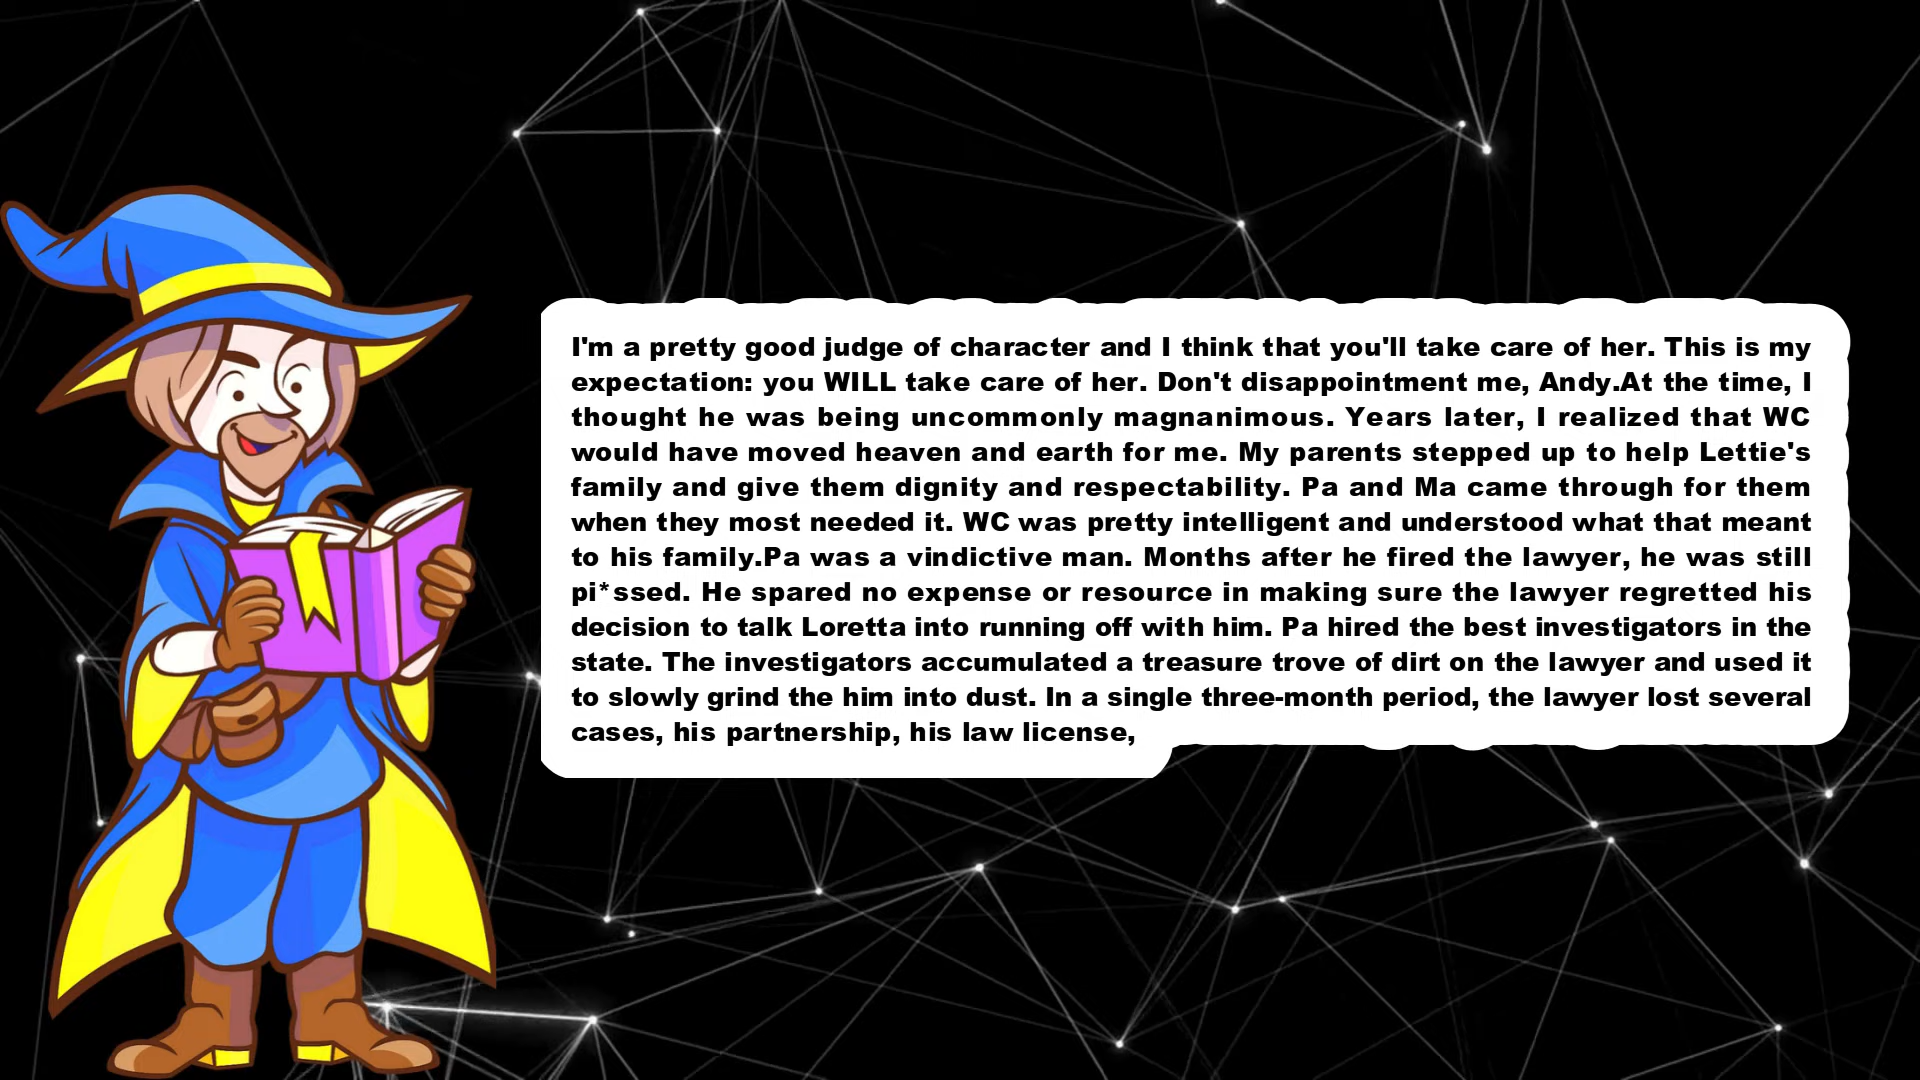 I'm a pretty good judge of character and I think that you'll take care of her. This is my
expectation: you WILL take care of her. Don't disappointment me, Andy.At the time, I
thought he was being uncommonly magnanimous. Years later, I realized that WC
would have moved heaven and earth for me. My parents stepped up to help Lettie's
family and give them dignity and respectability. Pa and Ma came through for them
when they most needed it. WC was pretty intelligent and understood what that meant
to his family.Pa was a vindictive man. Months after he fired the lawyer, he was still
pi*ssed. He spared no expense or resource in making sure the lawyer regretted his
decision to talk Loretta into running off with him. Pa hired the best investigators in the
state. The investigators accumulated a treasure trove of dirt on the lawyer and used it
to slowly grind the him into dust. In a single three-month period, the lawyer lost several
cases, his partnership, his law license,